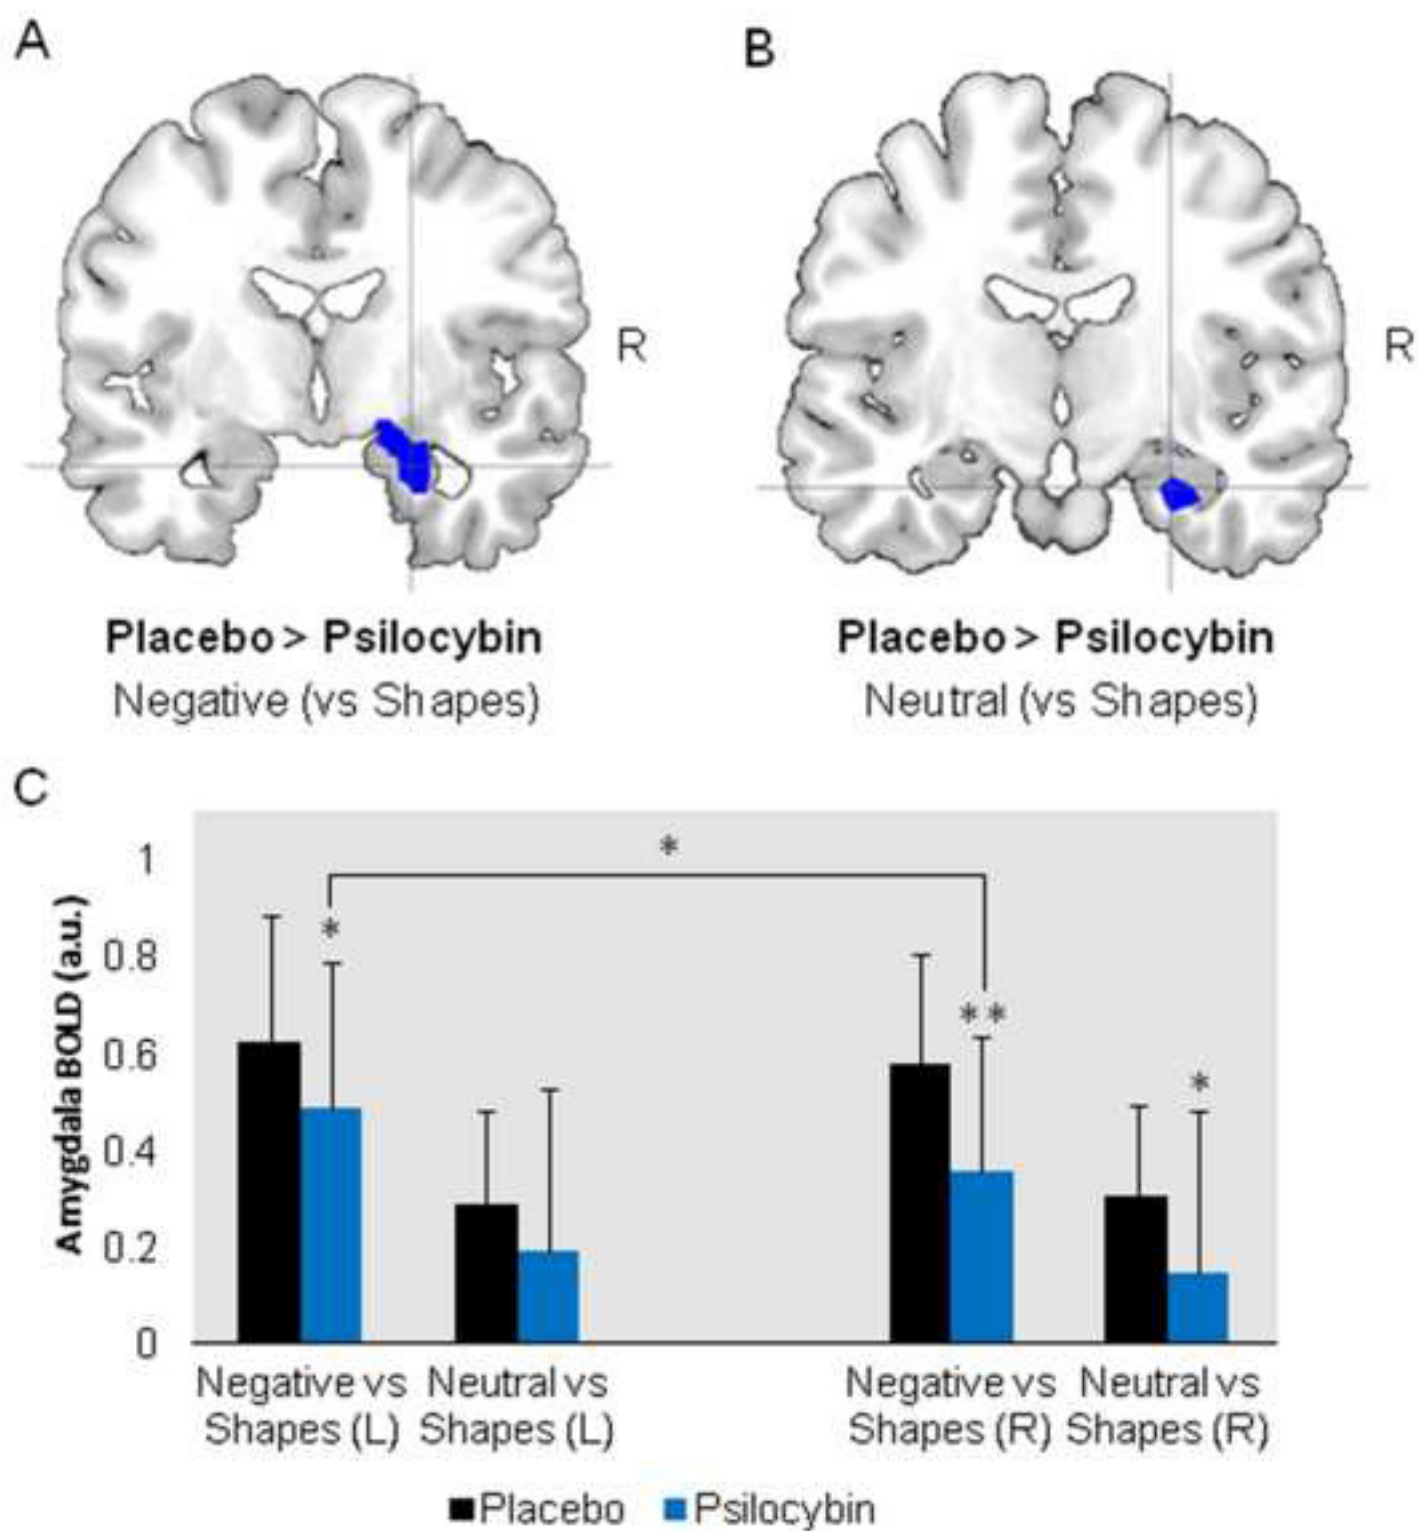 A
B
R
R
Placebo > Psilocybin
Negative (vs Shapes)
Placebo > Psilocybin
Neutral (vs Shapes)
C
Amygdala BOLD (a.u.)
1
0.8
0.6
0.4
0.2
0
*
*
**
*
Negative vs
Shapes (L)
Neutral vs
Shapes (L)
Negative vs
Shapes (R)
Neutral vs
Shapes (R)
Placebo
Psilocybin